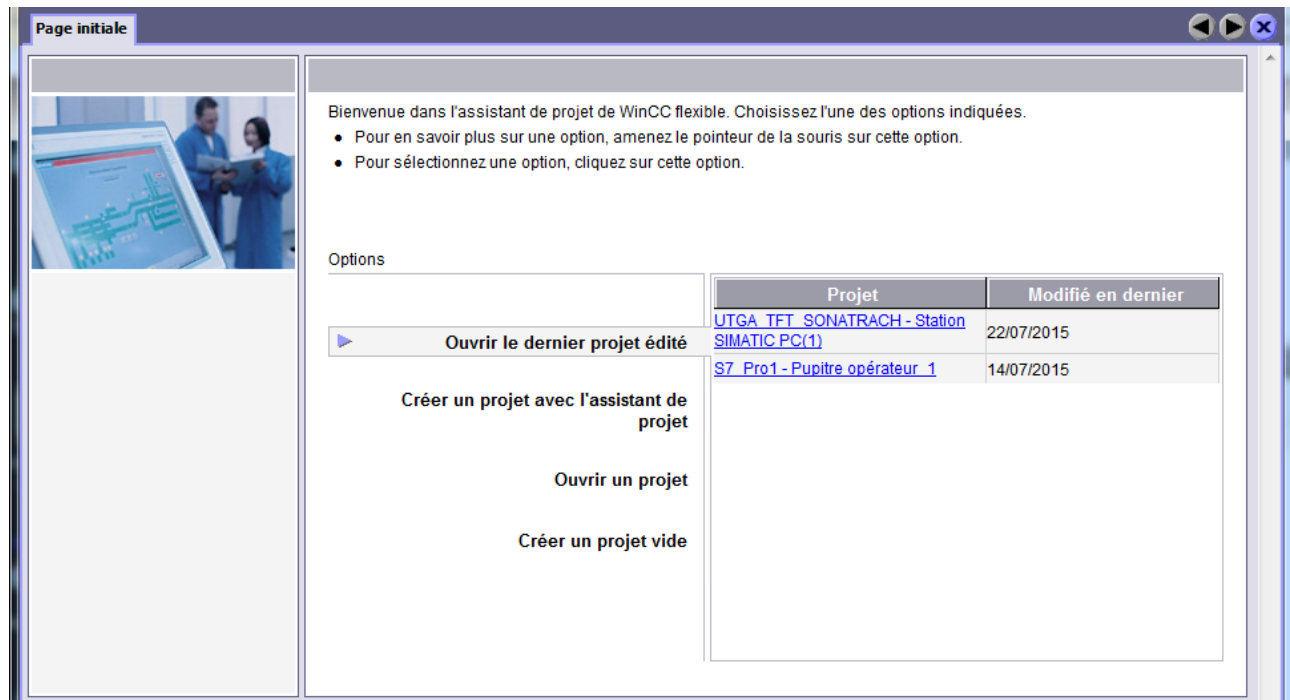 Page initiale
Bienvenue dans l'assistant de projet de WinCC flexible. Choisissez l'une des options indiquées.
• Pour en savoir plus sur une option, amenez le pointeur de la souris sur cette option.
• Pour sélectionnez une option, cliquez sur cette option.
Options
Projet Modifié en dernier
UTGA_TFT_SONATRACH - Station
SIMATIC PC(1) 22/07/2015
S7_Pro1 - Pupitre opérateur_1 14/07/2015
Ouvrir le dernier projet édité
Créer un projet avec l'assistant de
projet
Ouvrir un projet
Créer un projet vide